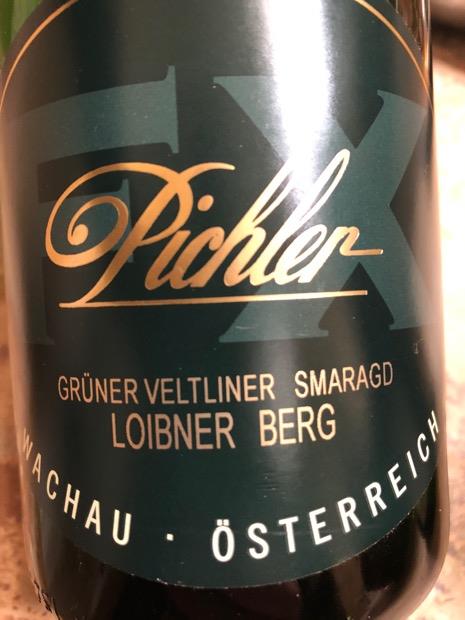 FX
Pichler
GRÜNER VELTLINER SMARAGD
LOIBNER BERG
WACHAU · ÖSTERREICH